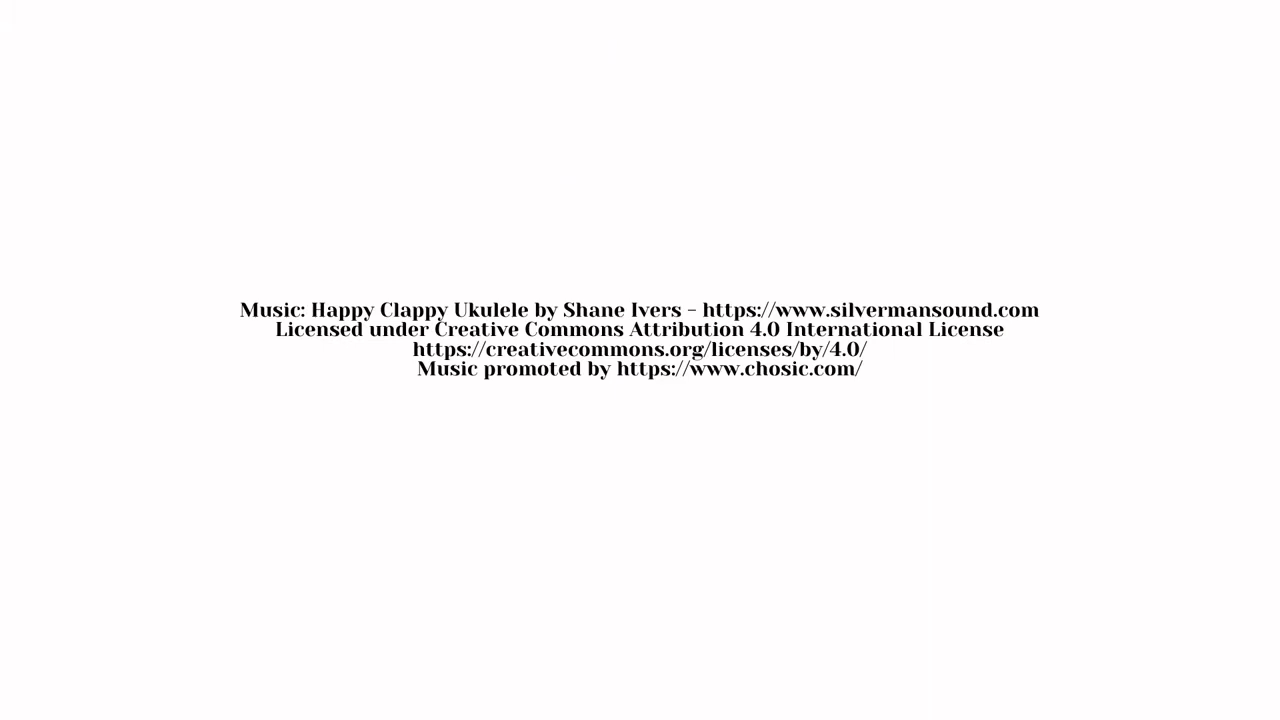 Music: Happy Clappy Ukulele by Shane Ivers - https://www.silvermansound.com
Licensed under Creative Commons Attribution 4.0 International License
https://creativecommons.org/licenses/by/4.0/
Music promoted by https://www.chosic.com/